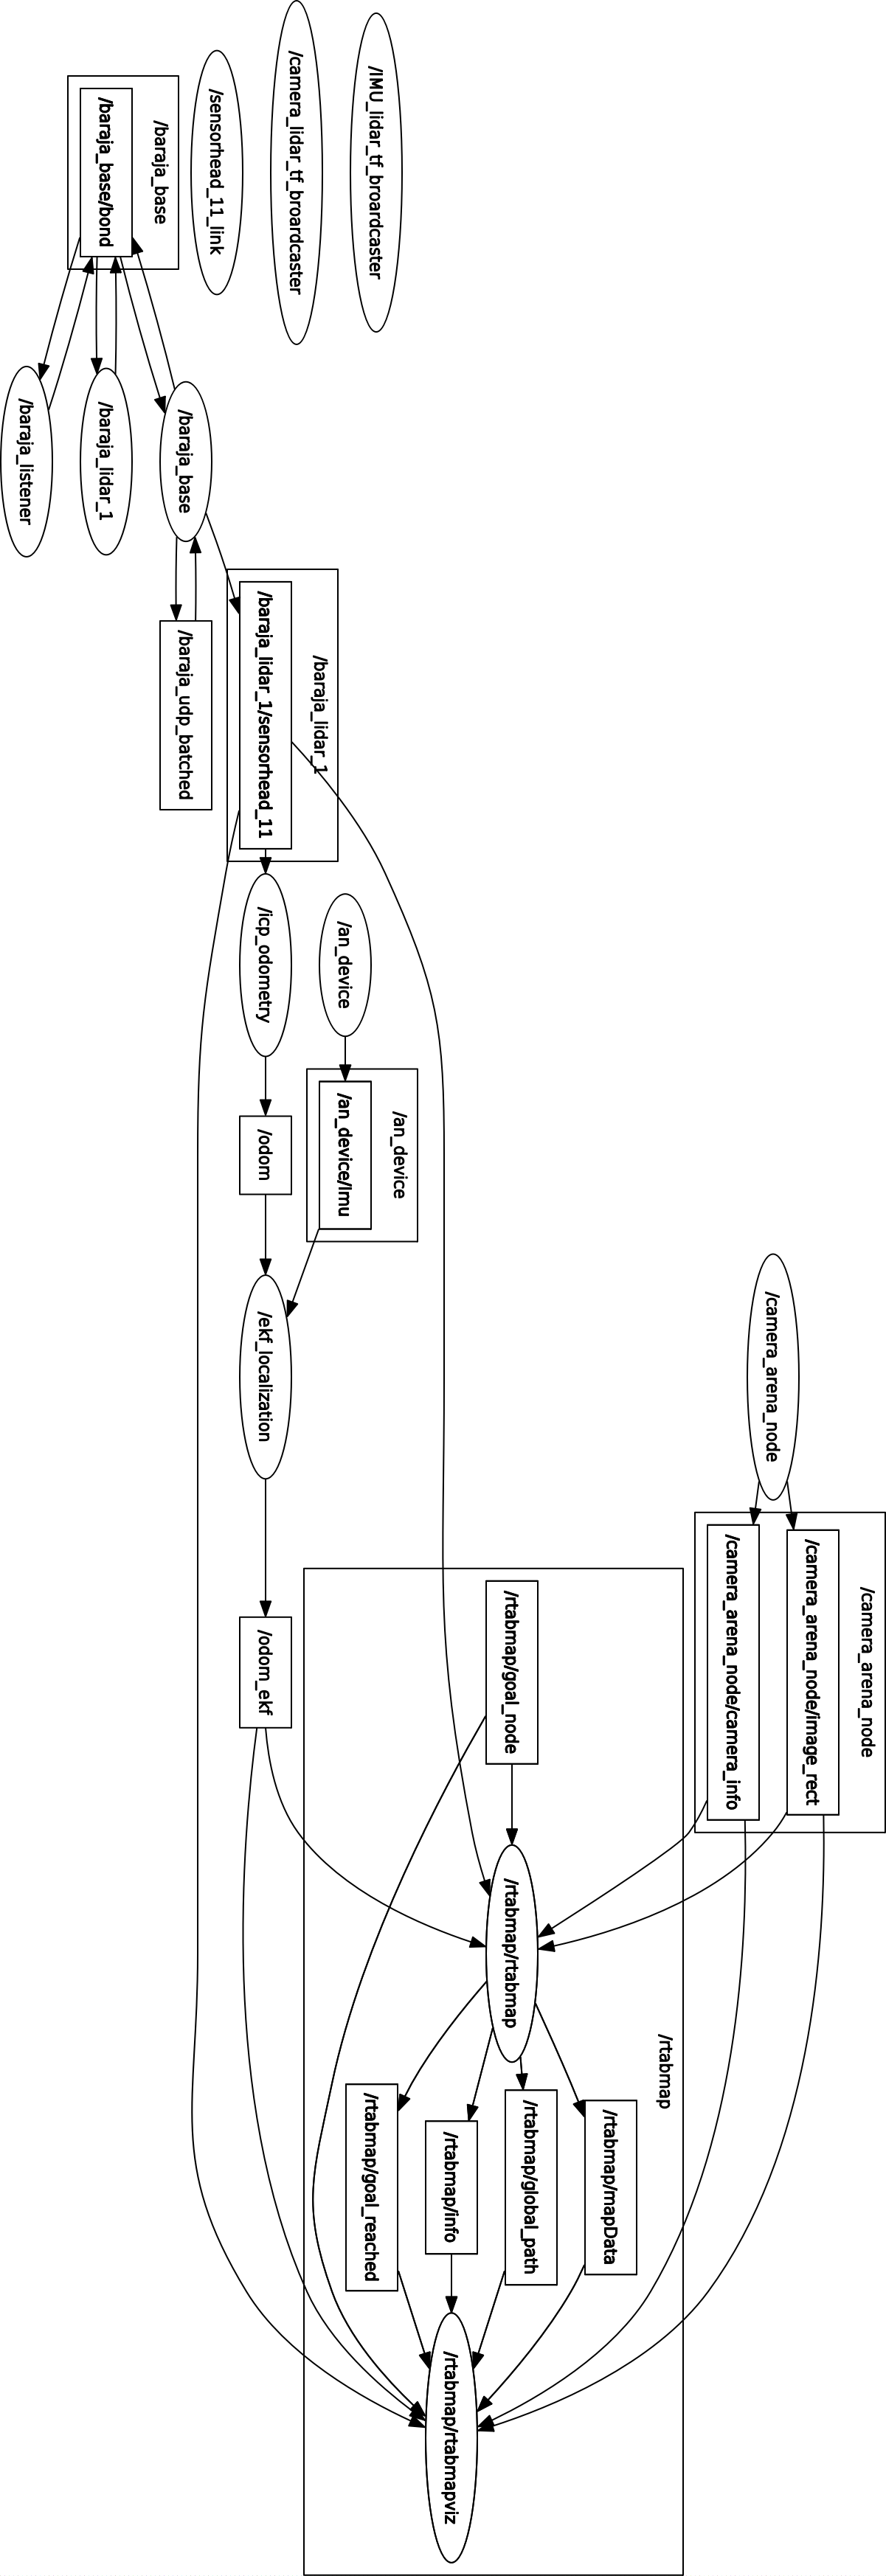 /IMU_lidar_tf_broardcaster
/camera_lidar_tf_broardcaster
/sensorhead_11_link
/baraja_base
/baraja_base/bond
/baraja_base
/baraja_lidar_1
/baraja_listener
/baraja_lidar_1
/baraja_lidar_1/sensorhead_11
/baraja_udp_batched
/an_device
/icp_odometry
/an_device
/an_device/Imu
/odom
/camera_arena_node
/ekf_localization
/camera_arena_node
/camera_arena_node/image_rect
/camera_arena_node/camera_info
/rtabmap/goal_node
/odom_ekf
/rtabmap
/rtabmap/rtabmap
/rtabmap/mapData
/rtabmap/global_path
/rtabmap/info
/rtabmap/goal_reached
/rtabmap/rtabmapviz